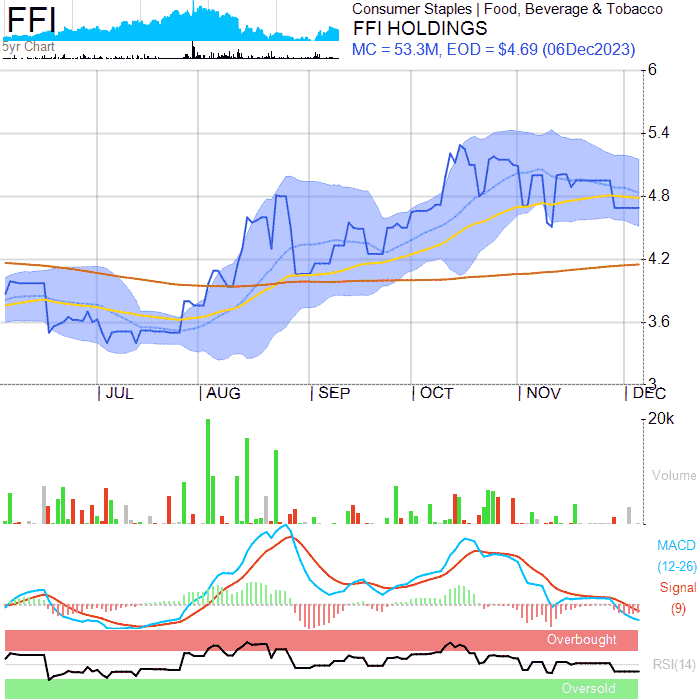 FFI
5yr Chart
Consumer Staples | Food, Beverage & Tobacco
FFI HOLDINGS
MC = 53.3M, EOD = $4.69 (06Dec2023)
6
5.4
4.8
4.2
3.6
3
JUL
AUG
SEP
OCT
NOV
DEC
20k
Volume
MACD
(12-26)
Signal
(9)
Overbought
RSI(14)
Oversold